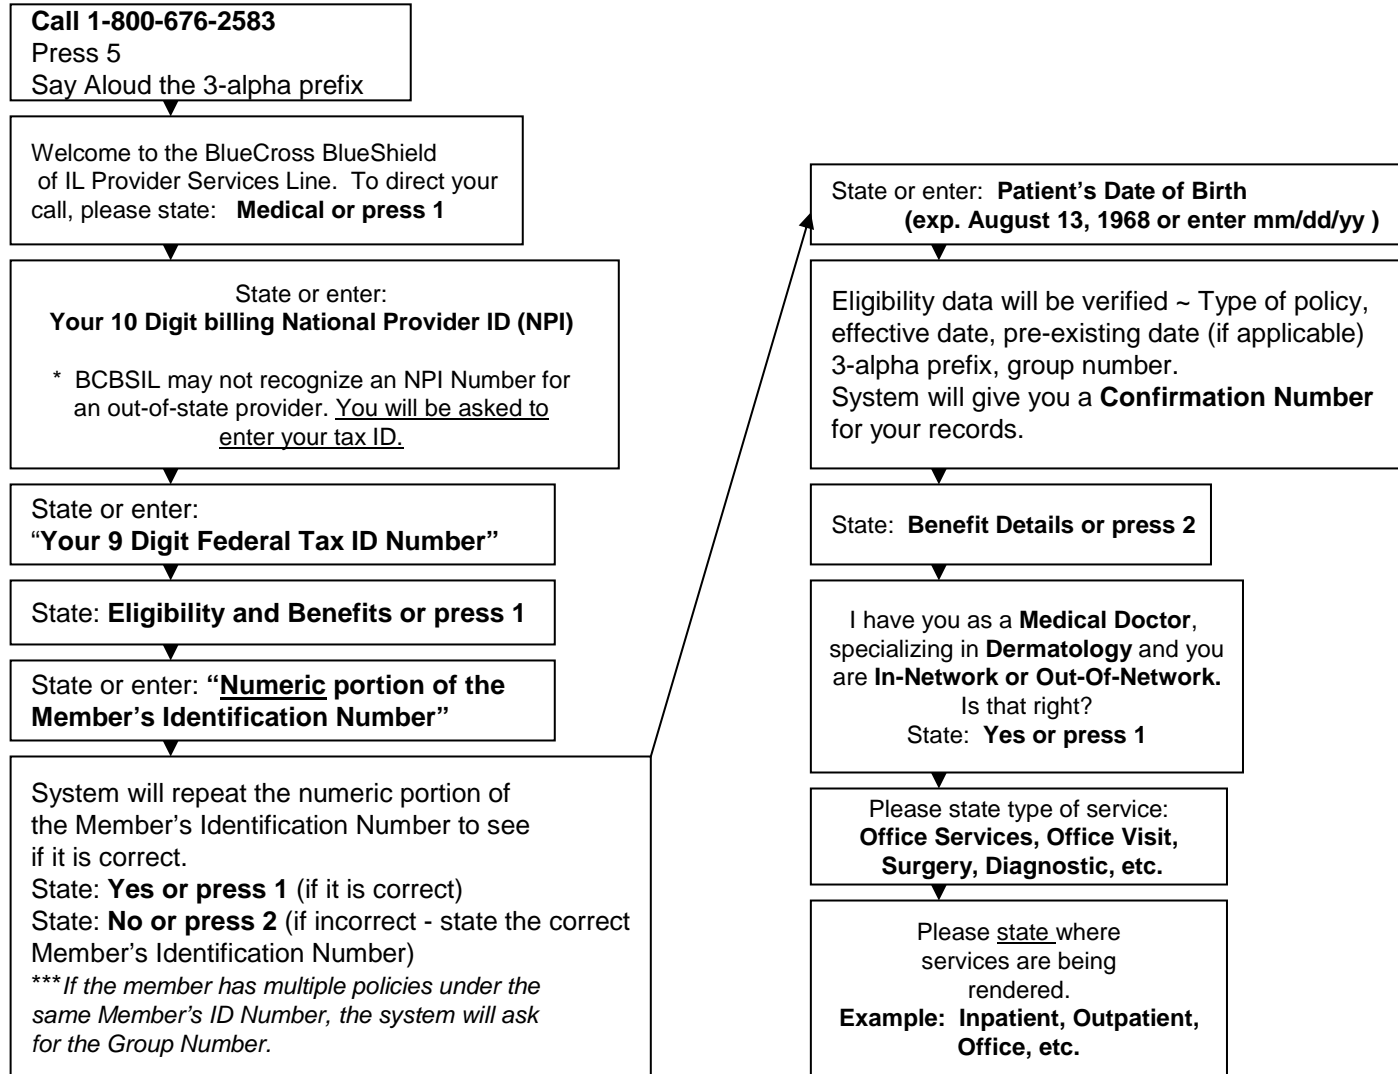 Call 1-800-676-2583
Press 5
Say Aloud the 3-alpha prefix
Welcome to the BlueCross BlueShield
of IL Provider Services Line. To direct your
call, please state: Medical or press 1
State or enter:
Your 10 Digit billing National Provider ID (NPI)
* BCBSIL may not recognize an NPI Number for
an out-of-state provider. You will be asked to
enter your tax ID.
State or enter:
“Your 9 Digit Federal Tax ID Number”
State: Eligibility and Benefits or press 1
State or enter: “Numeric portion of the
Member’s Identification Number”
System will repeat the numeric portion of
the Member’s Identification Number to see
if it is correct.
State: Yes or press 1 (if it is correct)
State: No or press 2 (if incorrect - state the correct
Member’s Identification Number)
***If the member has multiple policies under the
same Member’s ID Number, the system will ask
for the Group Number.
State or enter: Patient’s Date of Birth
(exp. August 13, 1968 or enter mm/dd/yy )
Eligibility data will be verified ~ Type of policy,
effective date, pre-existing date (if applicable)
3-alpha prefix, group number.
System will give you a Confirmation Number
for your records.
State: Benefit Details or press 2
I have you as a Medical Doctor,
specializing in Dermatology and you
are In-Network or Out-Of-Network.
Is that right?
State: Yes or press 1
Please state type of service:
Office Services, Office Visit,
Surgery, Diagnostic, etc.
Please state where
services are being
rendered.
Example: Inpatient, Outpatient,
Office, etc.